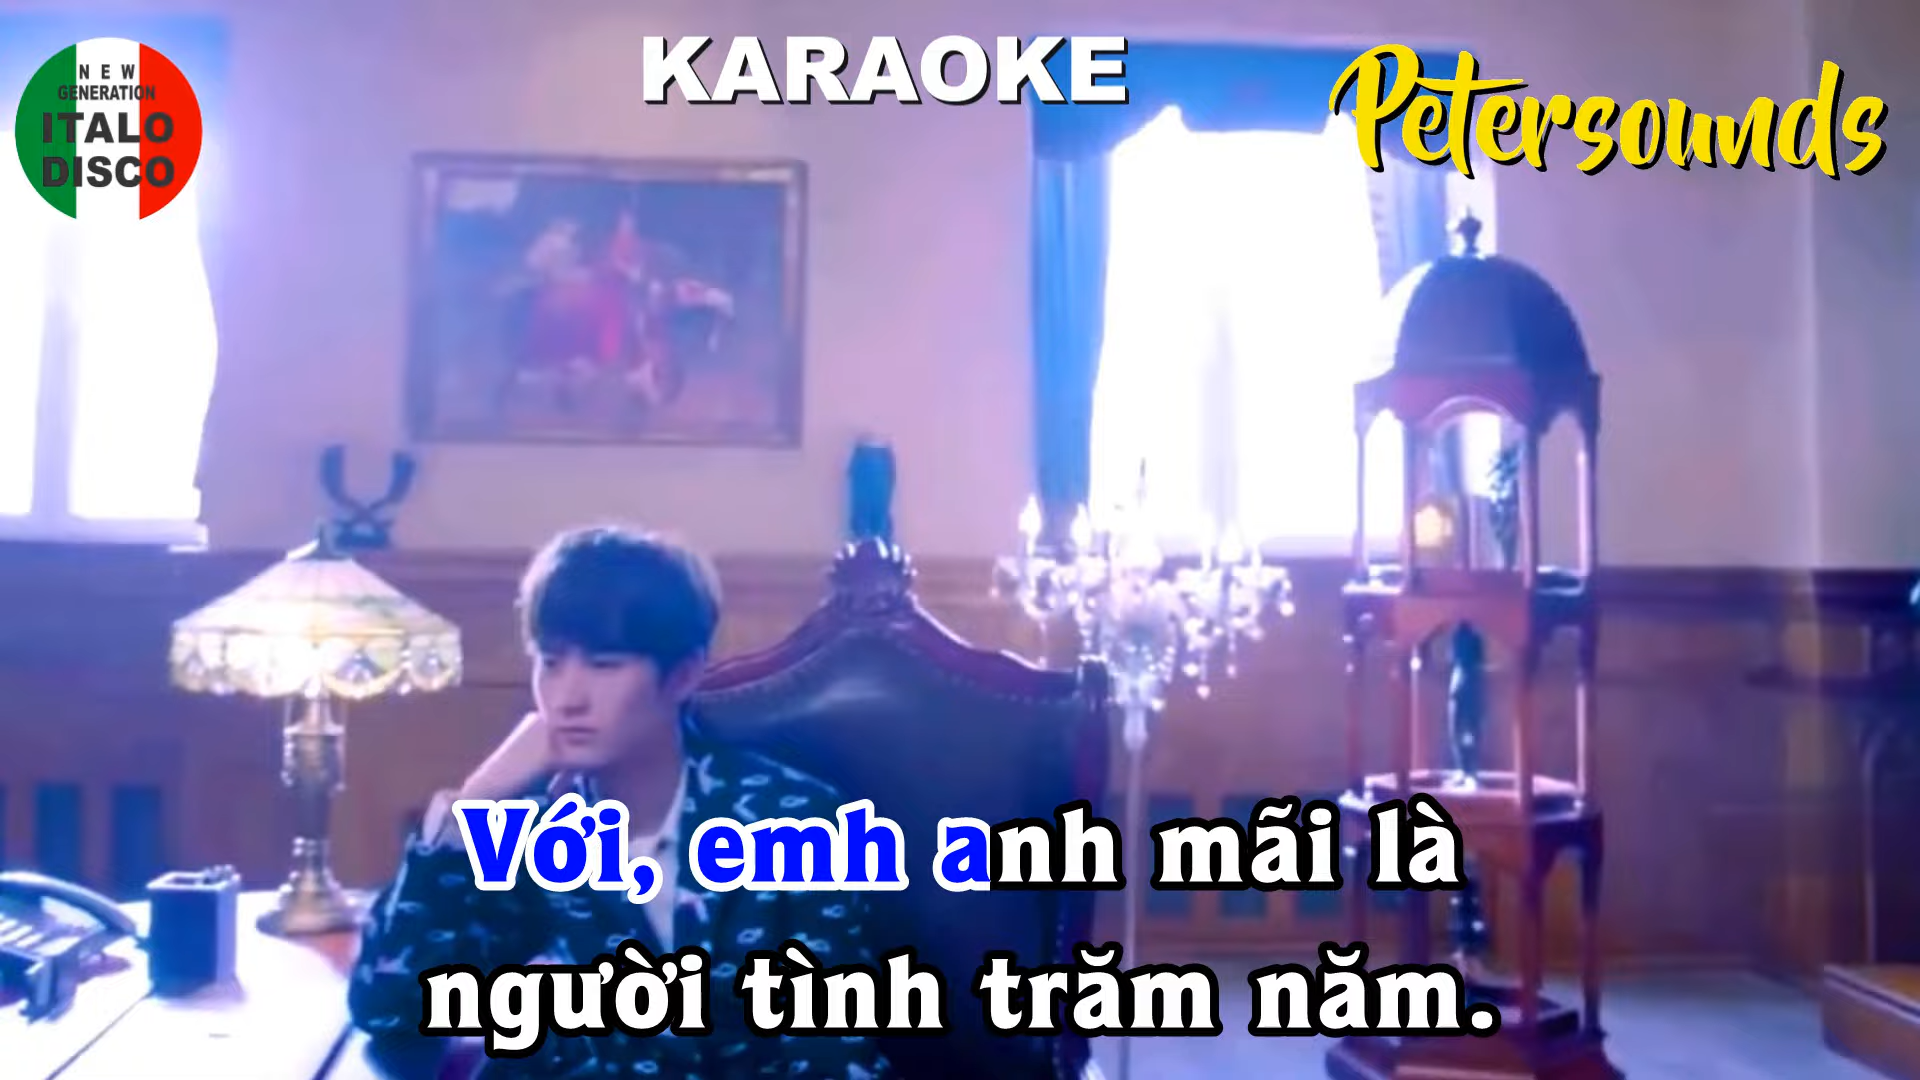 NEW
GENERATION
ITALO
DISCO
KARAOKE
Petersounds
Với, emh anh mãi là
người tình trăm năm.